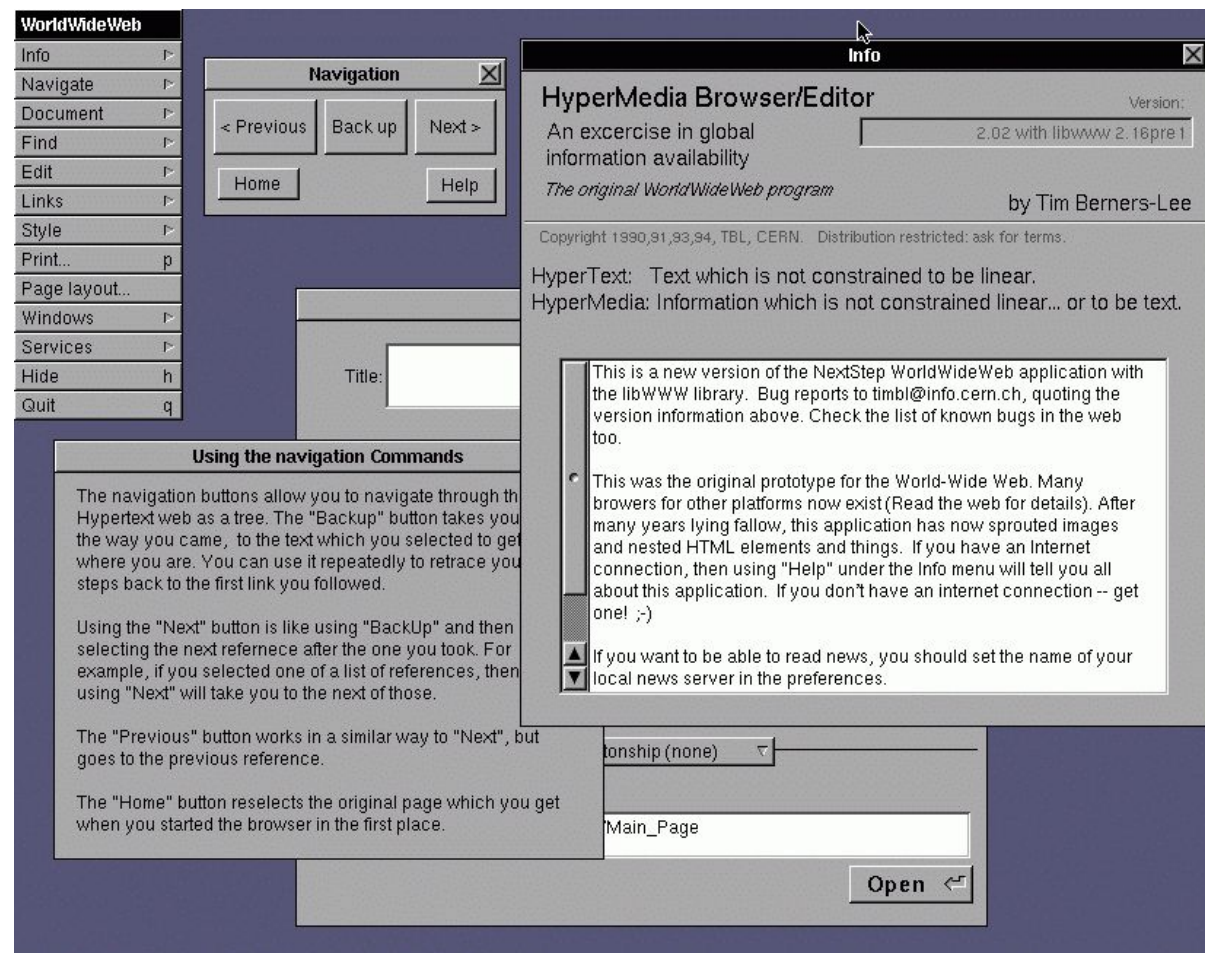 WorldWideWeb
Info
Navigate
Document
Find
Edit
Links
Style
Print... p
Page layout...
Windows
Services
Hide h
Quit q
Navigation
< Previous Back up Next >
Home Help
Info
HyperMedia Browser/Editor
Version:
An excercise in global
information availability
2.02 with libwww 2.16pre1
The original WorldWideWeb program
by Tim Berners-Lee
Copyright 1990,91,93,94, TBL, CERN. Distribution restricted: ask for terms.
HyperText: Text which is not constrained to be linear.
HyperMedia: Information which is not constrained linear... or to be text.
This is a new version of the NextStep WorldWideWeb application with
the libWWW library. Bug reports to timbl@info.cern.ch, quoting the
version information above. Check the list of known bugs in the web
too.
This was the original prototype for the World-Wide Web. Many
browers for other platforms now exist (Read the web for details). After
many years lying fallow, this application has now sprouted images
and nested HTML elements and things. If you have an Internet
connection, then using "Help" under the Info menu will tell you all
about this application. If you don't have an internet connection -- get
one! ;-)
If you want to be able to read news, you should set the name of your
local news server in the preferences.
Title:
Using the navigation Commands
The navigation buttons allow you to navigate through th
Hypertext web as a tree. The "Backup" button takes you
the way you came, to the text which you selected to get
where you are. You can use it repeatedly to retrace you
steps back to the first link you followed.
Using the "Next" button is like using "BackUp" and then
selecting the next refernece after the one you took. For
example, if you selected one of a list of references, then
using "Next" will take you to the next of those.
The "Previous" button works in a similar way to "Next", but
goes to the previous reference.
The "Home" button reselects the original page which you get
when you started the browser in the first place.
tonship (none)
/Main_Page
Open